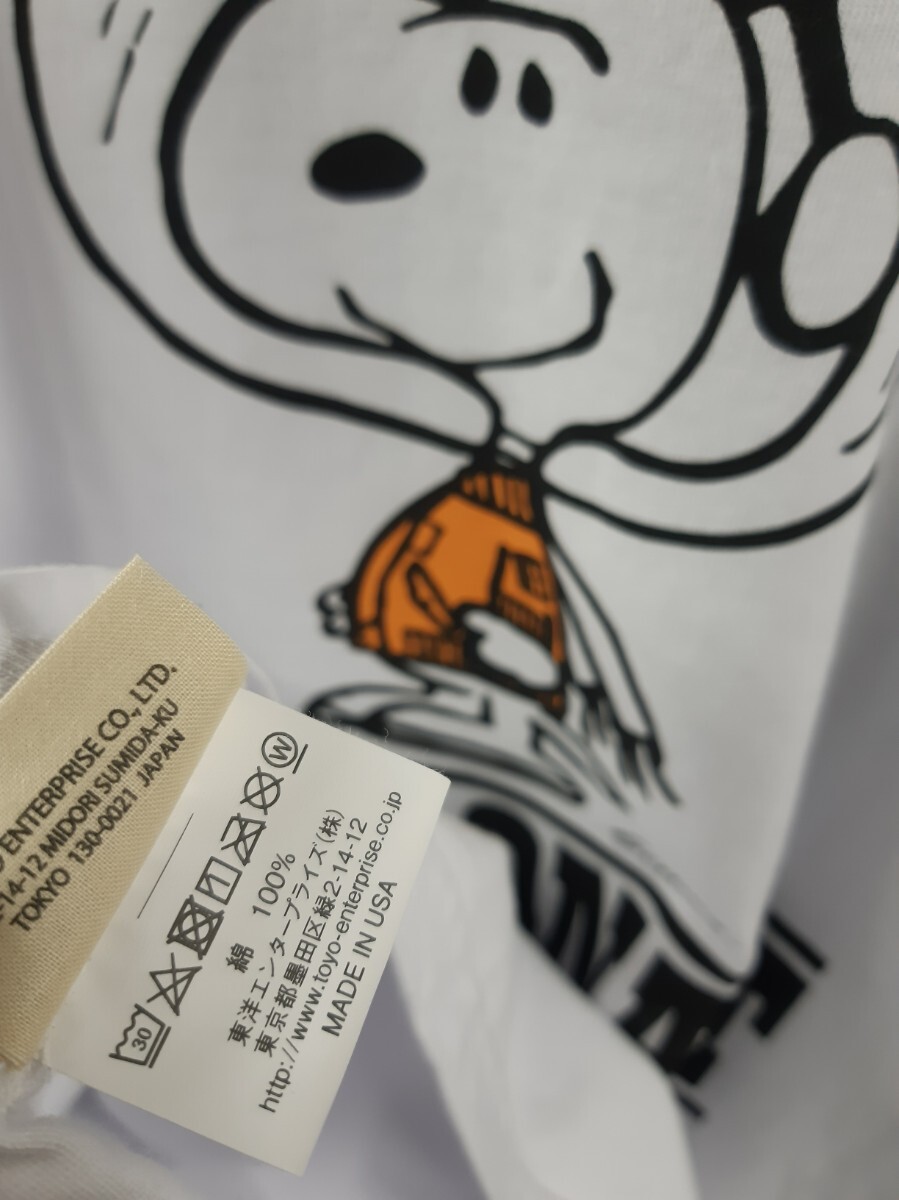 ENTERPRISE CO., LTD.
2-14-12 MIDORI SUMIDA-KU
TOKYO 130-0021 JAPAN
30
W
綿 100%
東洋エンタープライズ(株)
東京都墨田区緑2-14-12
http://www.toyo-enterprise.co.jp
MADE IN USA